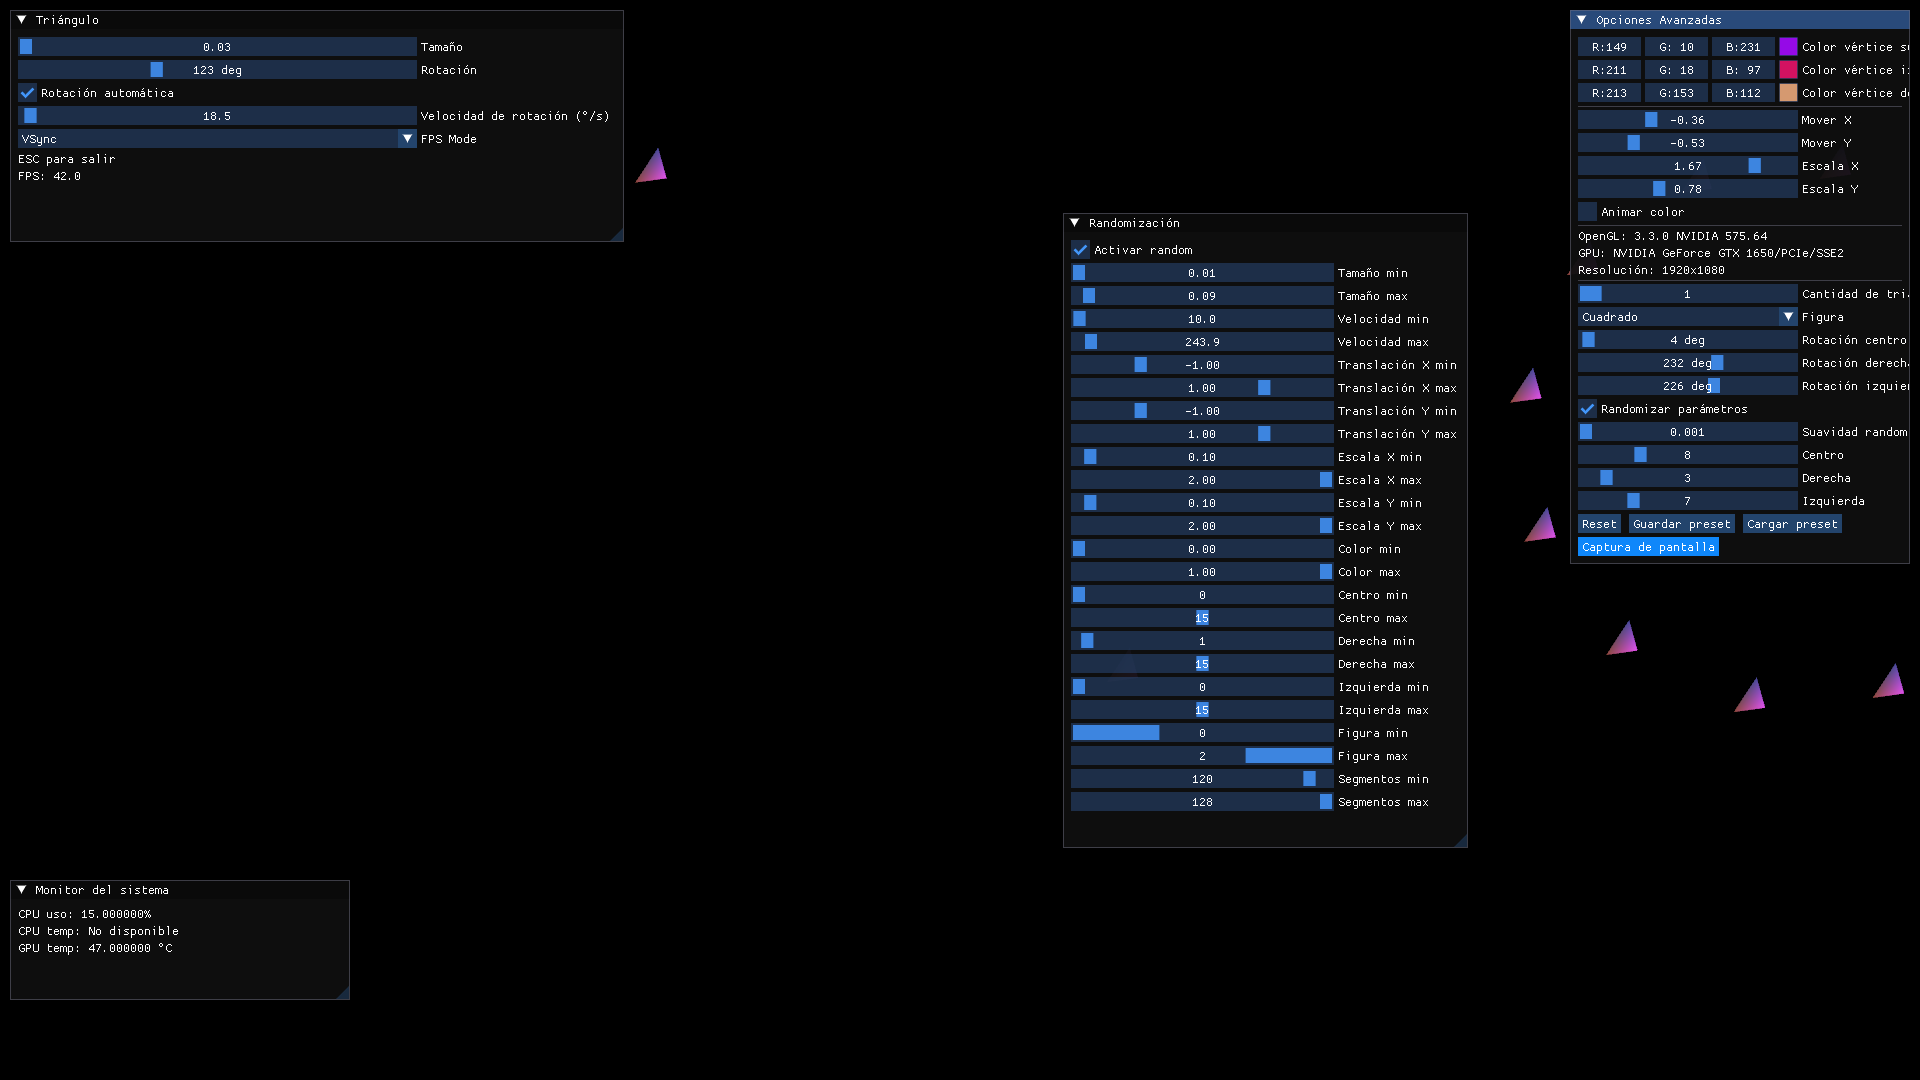 Triángulo
0.03 Tamaño
123 deg Rotación
Rotación automática
18.5 Velocidad de rotación (°/s)
VSync FPS Mode
ESC para salir
FPS: 42.0
Randomización
Activar random
0.01 Tamaño min
0.09 Tamaño max
10.0 Velocidad min
243.9 Velocidad max
-1.00 Translación X min
1.00 Translación X max
-1.00 Translación Y min
1.00 Translación Y max
0.10 Escala X min
2.00 Escala X max
0.10 Escala Y min
2.00 Escala Y max
0.00 Color min
1.00 Color max
0 Centro min
15 Centro max
1 Derecha min
15 Derecha max
0 Izquierda min
15 Izquierda max
0 Figura min
2 Figura max
120 Segmentos min
128 Segmentos max
Opciones Avanzadas
R:149 G: 10 B:231 Color vértice s
R:211 G: 18 B: 97 Color vértice i
R:213 G:153 B:112 Color vértice d
-0.36 Mover X
-0.53 Mover Y
1.67 Escala X
0.78 Escala Y
Animar color
OpenGL: 3.3.0 NVIDIA 575.64
GPU: NVIDIA GeForce GTX 1650/PCIe/SSE2
Resolución: 1920x1080
1 Cantidad de tri
Cuadrado Figura
4 deg Rotación centro
232 deg Rotación derech
226 deg Rotación izquie
Randomizar parámetros
0.001 Suavidad random
8 Centro
3 Derecha
7 Izquierda
Reset Guardar preset Cargar preset
Captura de pantalla
Monitor del sistema
CPU uso: 15.000000%
CPU temp: No disponible
GPU temp: 47.000000 °C